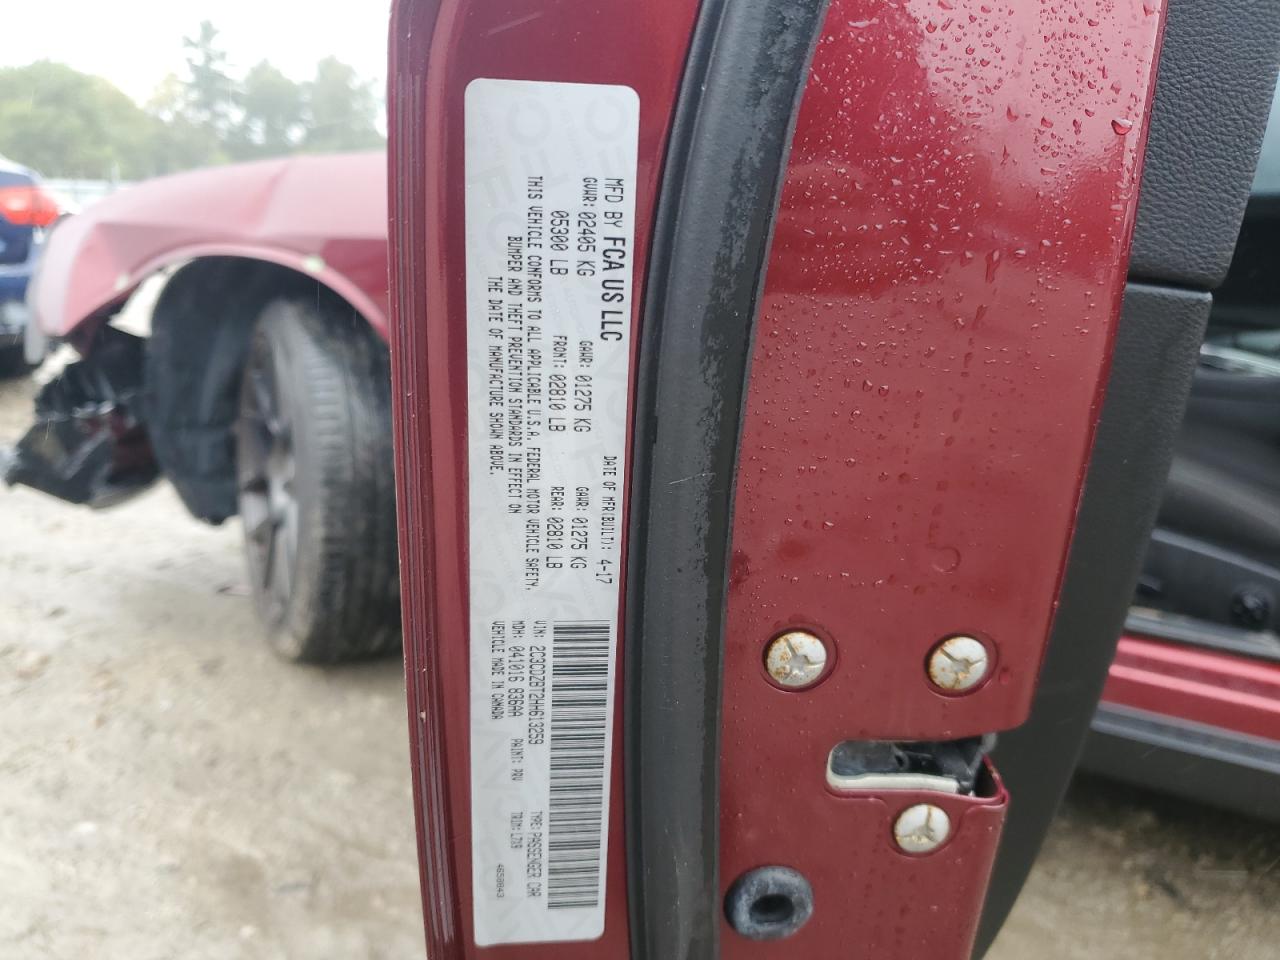 MFD BY FCA US LLC
DATE OF MFR(BUILT): 4-17
GVWR: 02405 KG
GAWR: 01275 KG
GAWR: 01275 KG
05300 LB
FRONT: 02810 LB
REAR: 02810 LB
THIS VEHICLE CONFORMS TO ALL APPLICABLE U.S.A. FEDERAL MOTOR VEHICLE SAFETY,
BUMPER AND THEFT PREVENTION STANDARDS IN EFFECT ON
THE DATE OF MANUFACTURE SHOWN ABOVE.
VIN: 2C3CDZBT2HH613259
TYPE: PASSENGER CAR
MDH: 041016 836AA
PAINT: PRV
TRIM: L7X9
VEHICLE MADE IN CANADA
4650843